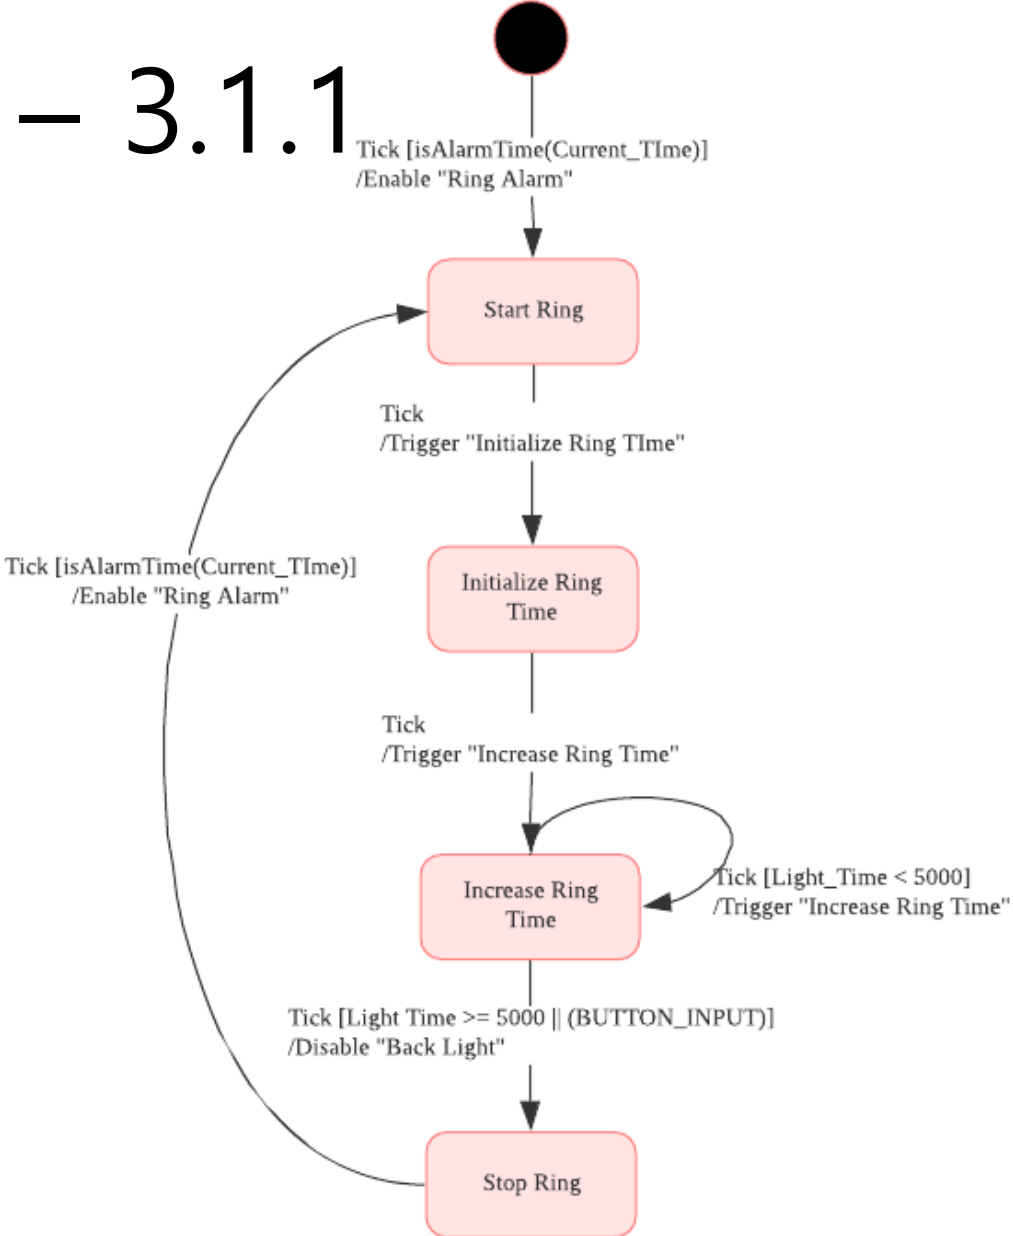 – 3.1.1
Tick [isAlarmTime(Current_TIme)]
/Enable "Ring Alarm"
Start Ring
Tick
/Trigger "Initialize Ring TIme"
Tick [isAlarmTime(Current_TIme)]
/Enable "Ring Alarm"
Initialize Ring
Time
Tick
/Trigger "Increase Ring Time"
Increase Ring
Time
Tick [Light_Time < 5000]
/Trigger "Increase Ring Time"
Tick [Light Time >= 5000 || (BUTTON_INPUT)]
/Disable "Back Light"
Stop Ring